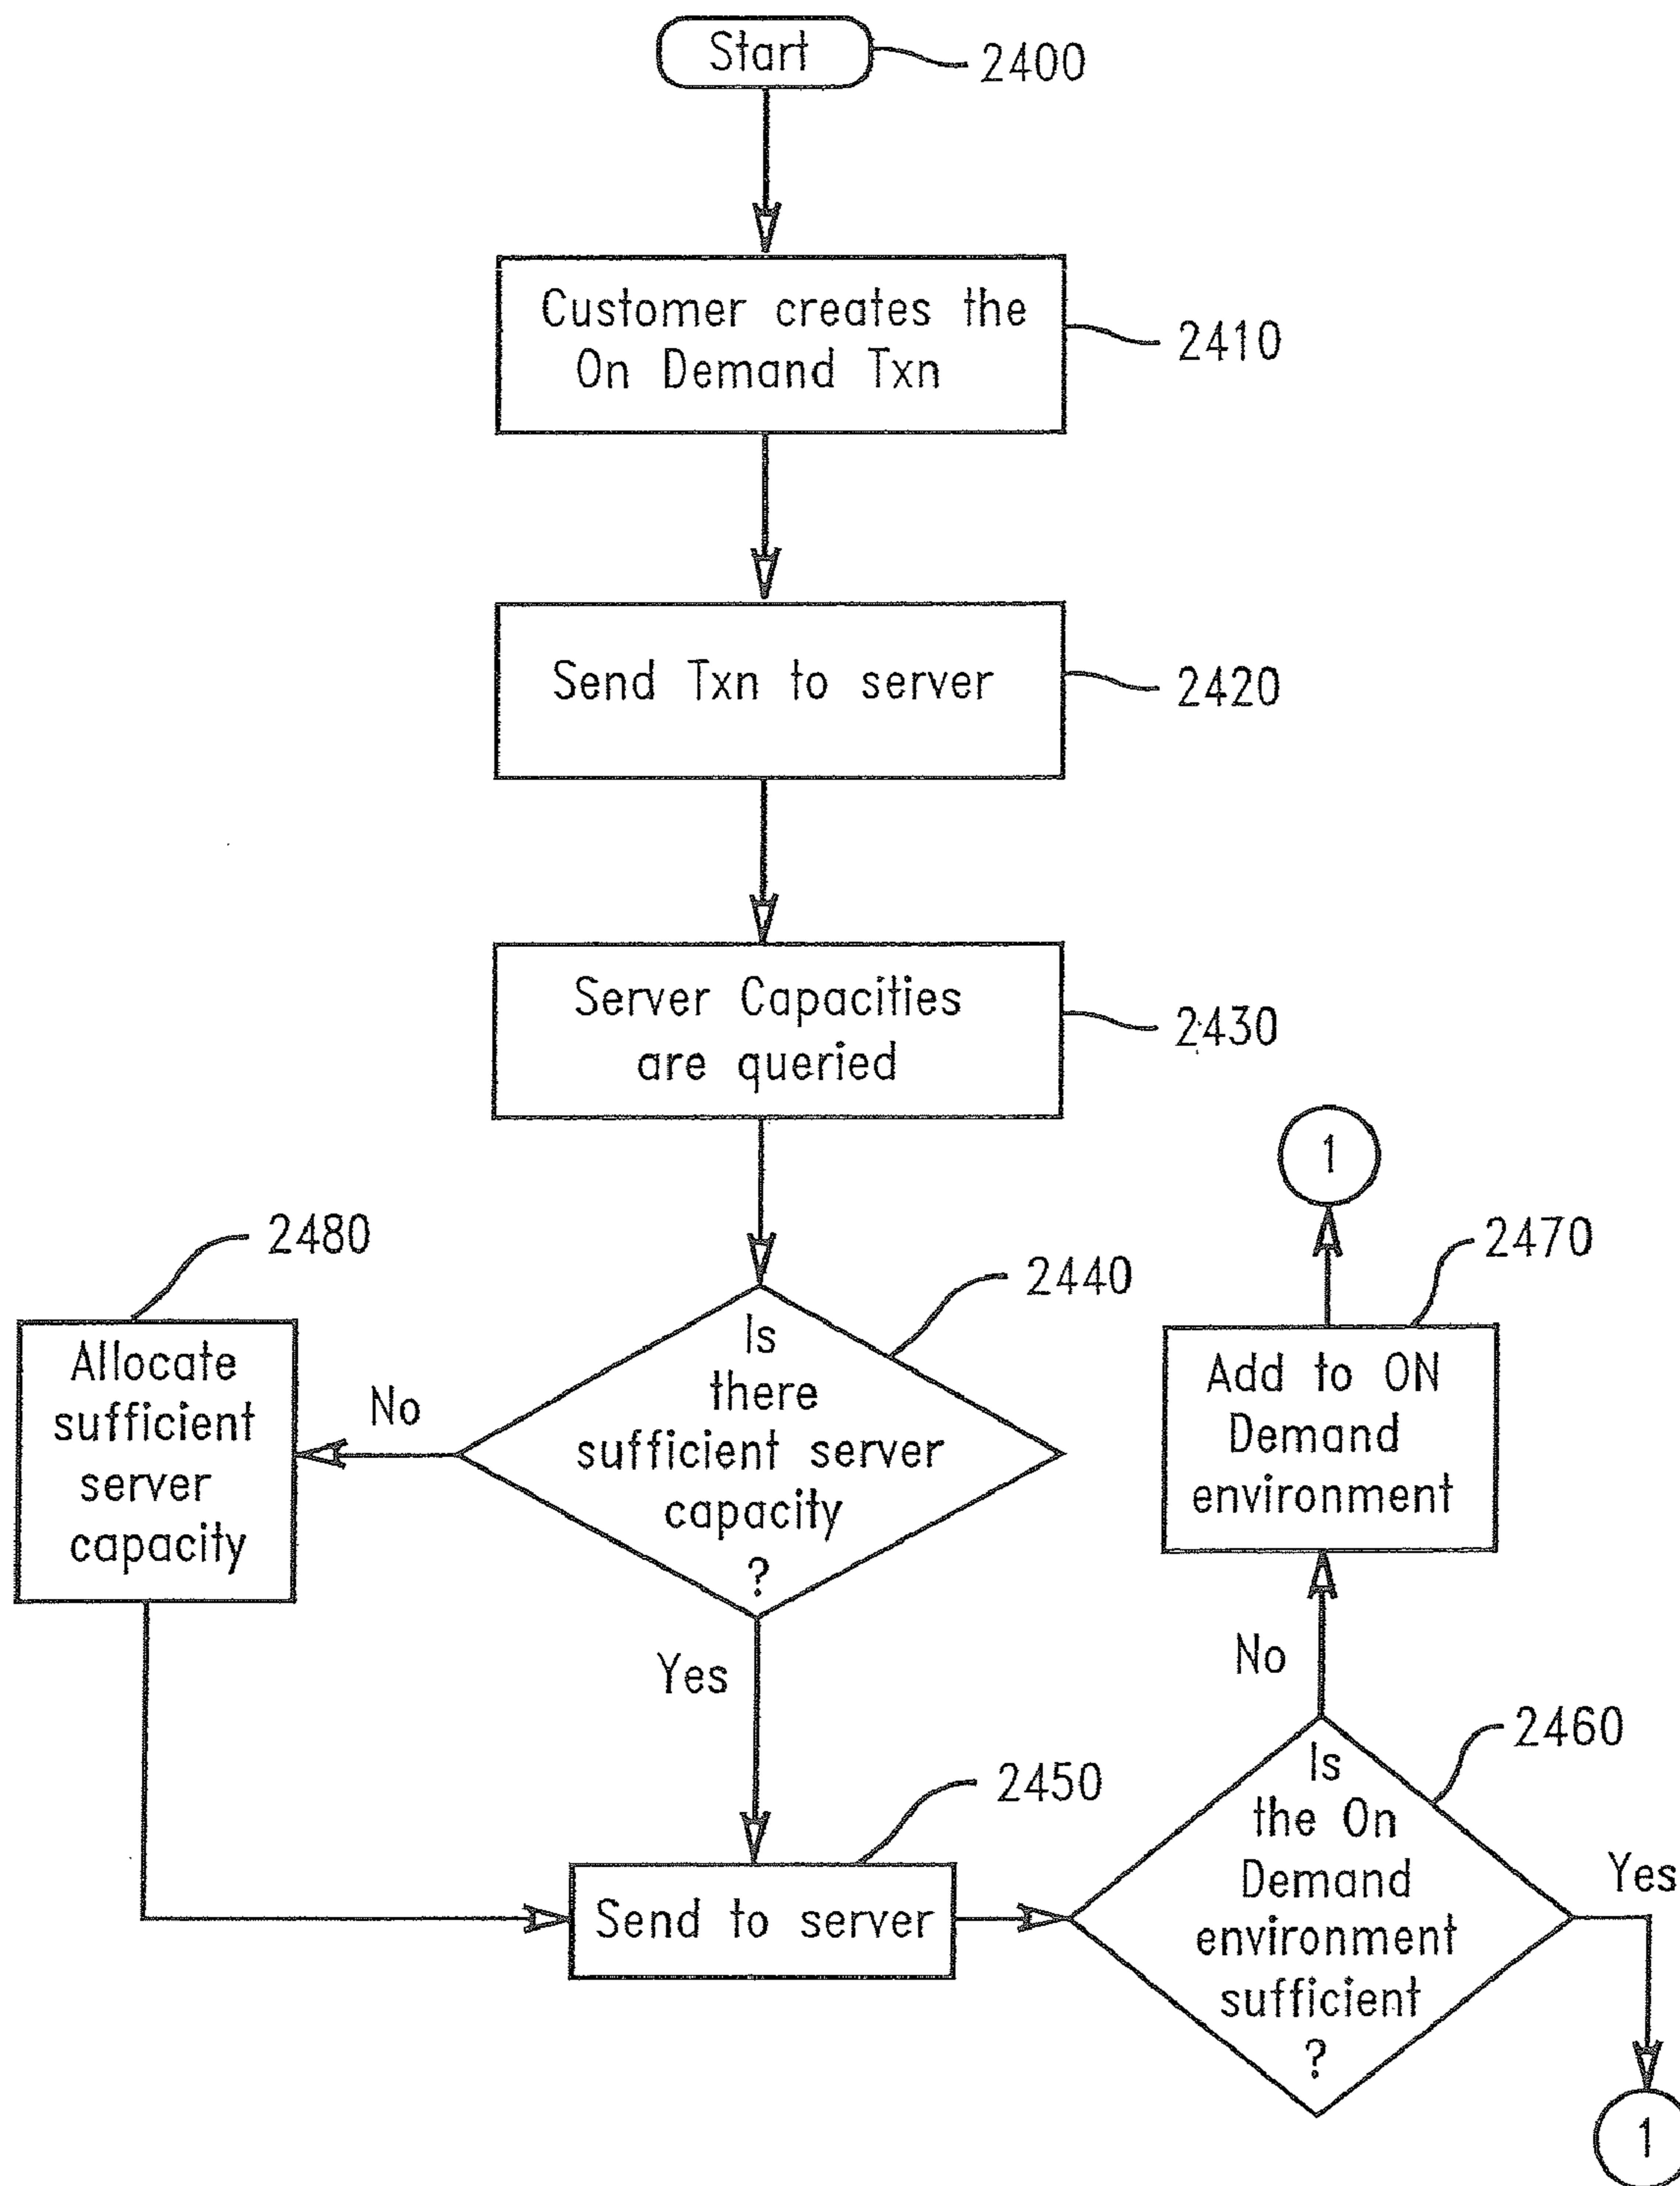 Start
2400
Customer creates the
On Demand Txn
2410
Send Txn to server
2420
Server Capacities
are queried
2430
1
2480
2440
2470
Allocate
sufficient
server
capacity
No
Is
there
sufficient server
capacity
?
Add to ON
Demand
environment
Yes
No
2450
2460
Send to server
Is
the On
Demand
environment
sufficient
?
Yes
1